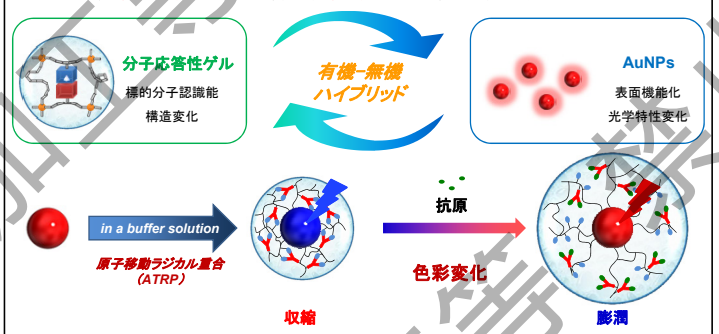 分子応答性ゲル
標的分子認識能
構造変化
有機-無機
ハイブリッド
AuNPs
表面機能化
光学特性変化
in a buffer solution
原子移動ラジカル重合
（ATRP）
収縮
抗原
色彩変化
膨潤